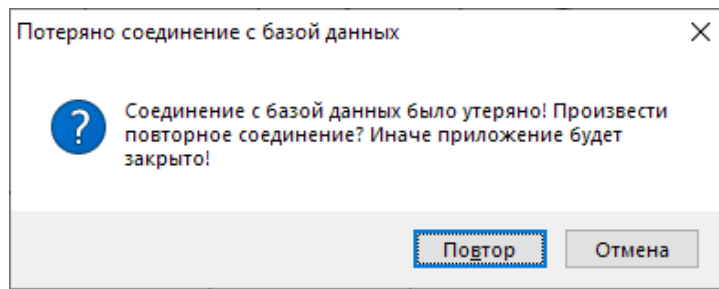 Потеряно соединение с базой данных
Соединение с базой данных было утеряно! Произвести
повторное соединение? Иначе приложение будет
закрыто!
Повтор
Отмена